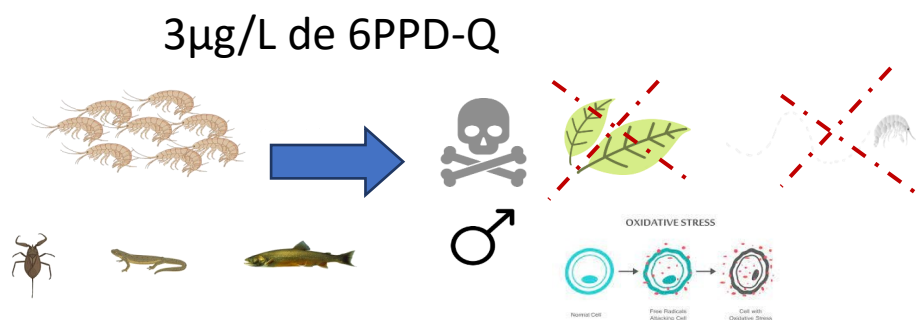 3µg/L de 6PPD-Q
OXIDATIVE STRESS
Normal Cell
Free Radicals
Attacking Cell
Cell with
Oxidative Stress